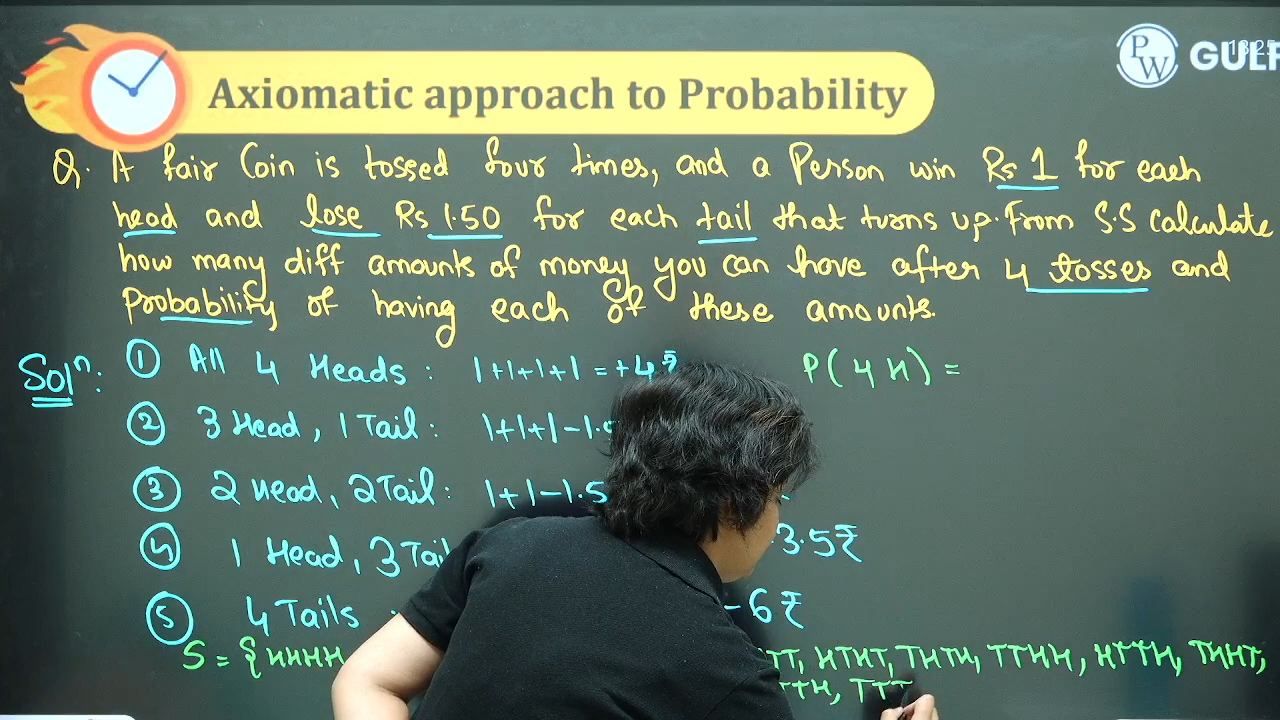 PW GULF
Axiomatic approach to Probability
Q. A fair Coin is tossed four times, and a Person win Rs 1 for each
head and lose Rs 1.50 for each tail that turns up. From S.S calculate
how many diff amounts of money you can have after 4 tosses and
Probability of having each of these amounts.
Solⁿ: ① All 4 Heads : 1+1+1+1 = +4₹ P( 4 H ) =
② 3 Head, 1 Tail : 1+1+1-1.5
③ 2 Head, 2 Tail : 1+1-1.5
④ 1 Head, 3 Tail 3.5₹
⑤ 4 Tails -6₹
S = { HHHH TT, HTHT, THTH, TTHH, HTTH, THHT,
TTH, TTT